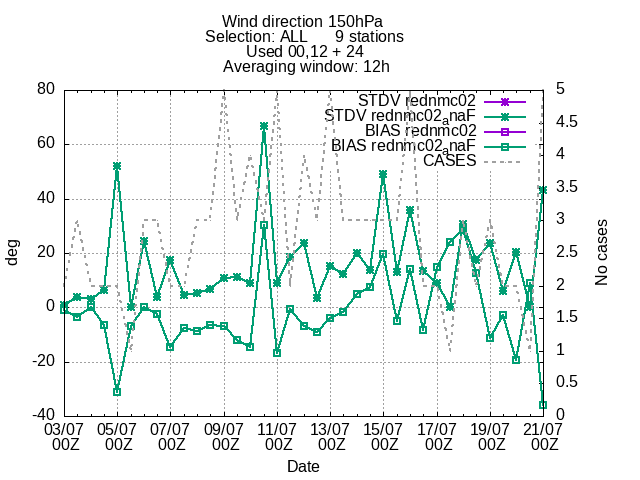 Wind direction 150hPa
Selection: ALL 9 stations
Used 00,12 + 24
Averaging window: 12h
STDV rednmc02
STDV rednmc02_anaF
BIAS rednmc02
BIAS rednmc02_anaF
CASES
80
60
40
20
0
-20
-40
deg
5
4.5
4
3.5
3
2.5
2
1.5
1
0.5
0
No cases
03/07 05/07 07/07 09/07 11/07 13/07 15/07 17/07 19/07 21/07
00Z 00Z 00Z 00Z 00Z 00Z 00Z 00Z 00Z 00Z
Date